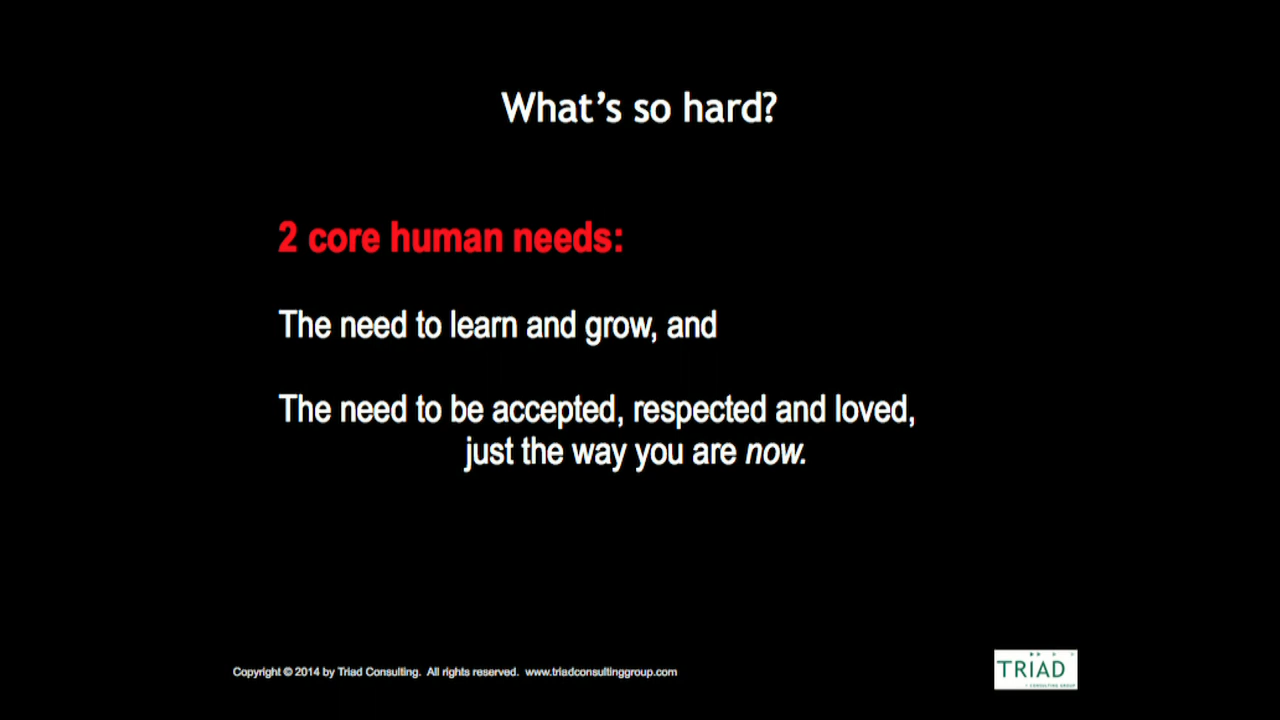 What's so hard?
2 core human needs:
The need to learn and grow, and
The need to be accepted, respected and loved,
just the way you are now.
Copyright © 2014 by Triad Consulting. All rights reserved. www.triadconsultinggroup.com
TRIAD
CONSULTING GROUP